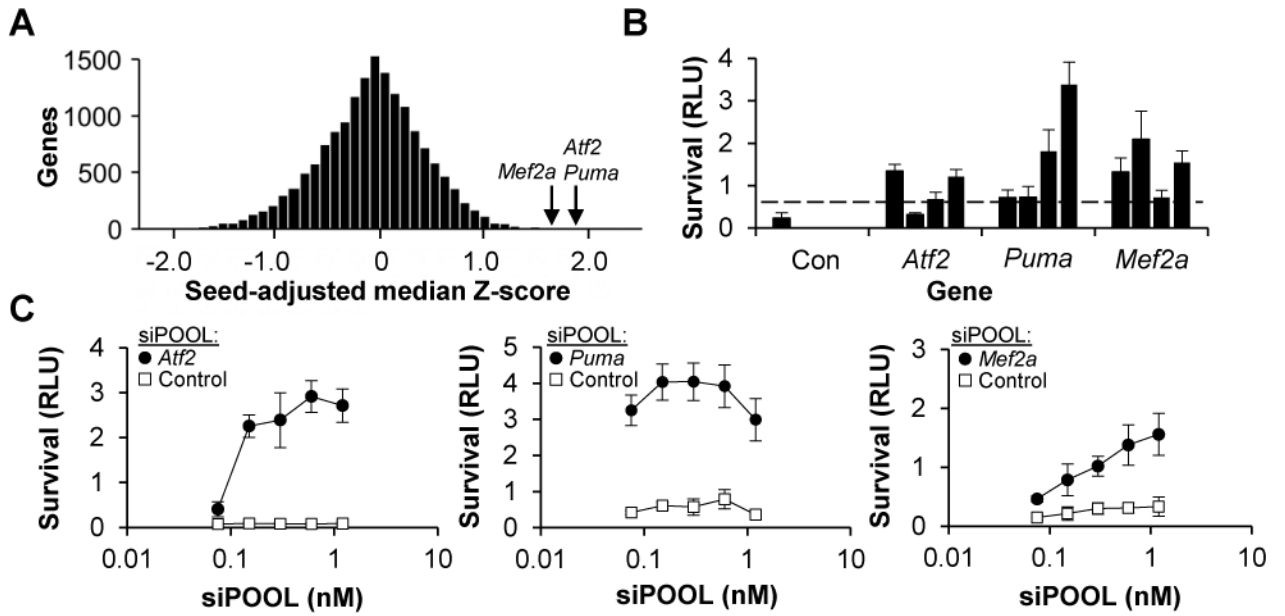 A
Genes
1500
1000
500
0
Mef2a
Atf2
Puma
-2.0
-1.0
0
1.0
2.0
Seed-adjusted median Z-score
B
Survival (RLU)
4
3
2
1
0
Con
Atf2
Puma
Mef2a
Gene
C
Survival (RLU)
4
3
2
1
0
siPOOL:
Atf2
Control
0.01
0.1
1
10
siPOOL (nM)
Survival (RLU)
5
4
3
2
1
0
siPOOL:
Puma
Control
0.01
0.1
1
10
siPOOL (nM)
Survival (RLU)
3
2
1
0
siPOOL:
Mef2a
Control
0.01
0.1
1
10
siPOOL (nM)